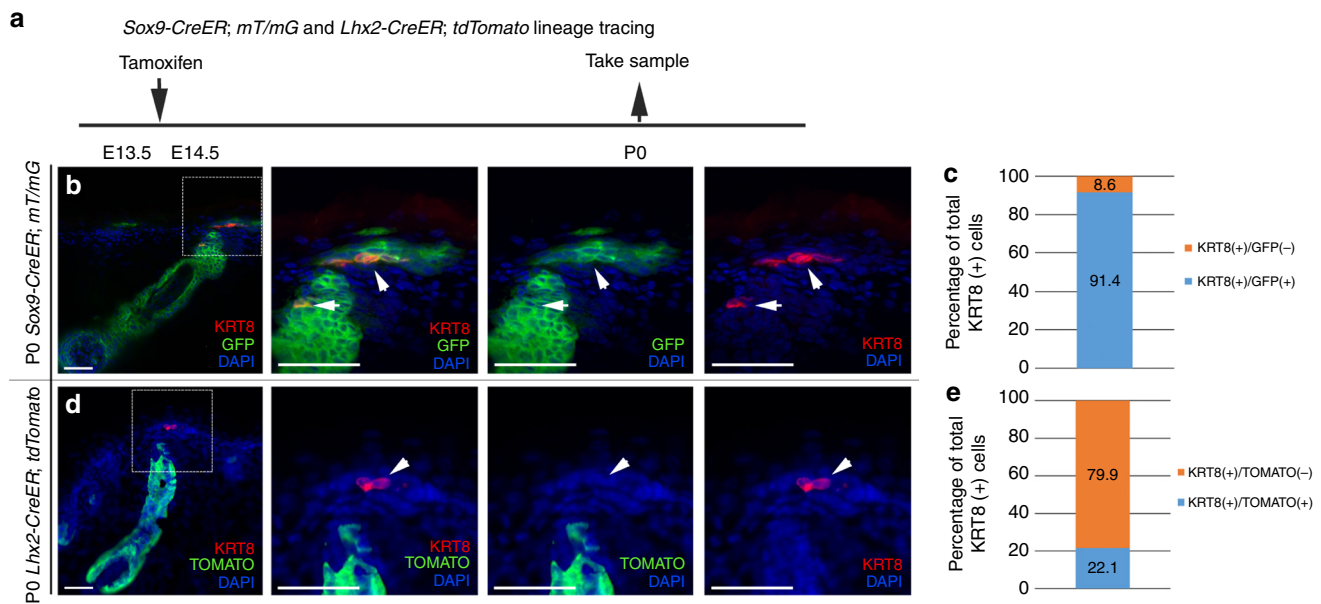 a
Sox9-CreER; mT/mG and Lhx2-CreER; tdTomato lineage tracing
Tamoxifen
Take sample
E13.5 E14.5
P0
P0 Sox9-CreER; mT/mG
b
KRT8
GFP
DAPI
KRT8
GFP
DAPI
GFP
DAPI
KRT8
DAPI
c
Percentage of total
KRT8 (+) cells
100
80
60
40
20
0
8.6
91.4
KRT8(+)/GFP(−)
KRT8(+)/GFP(+)
P0 Lhx2-CreER; tdTomato
d
KRT8
TOMATO
DAPI
KRT8
TOMATO
DAPI
TOMATO
DAPI
KRT8
DAPI
e
Percentage of total
KRT8 (+) cells
100
80
60
40
20
0
79.9
22.1
KRT8(+)/TOMATO(−)
KRT8(+)/TOMATO(+)